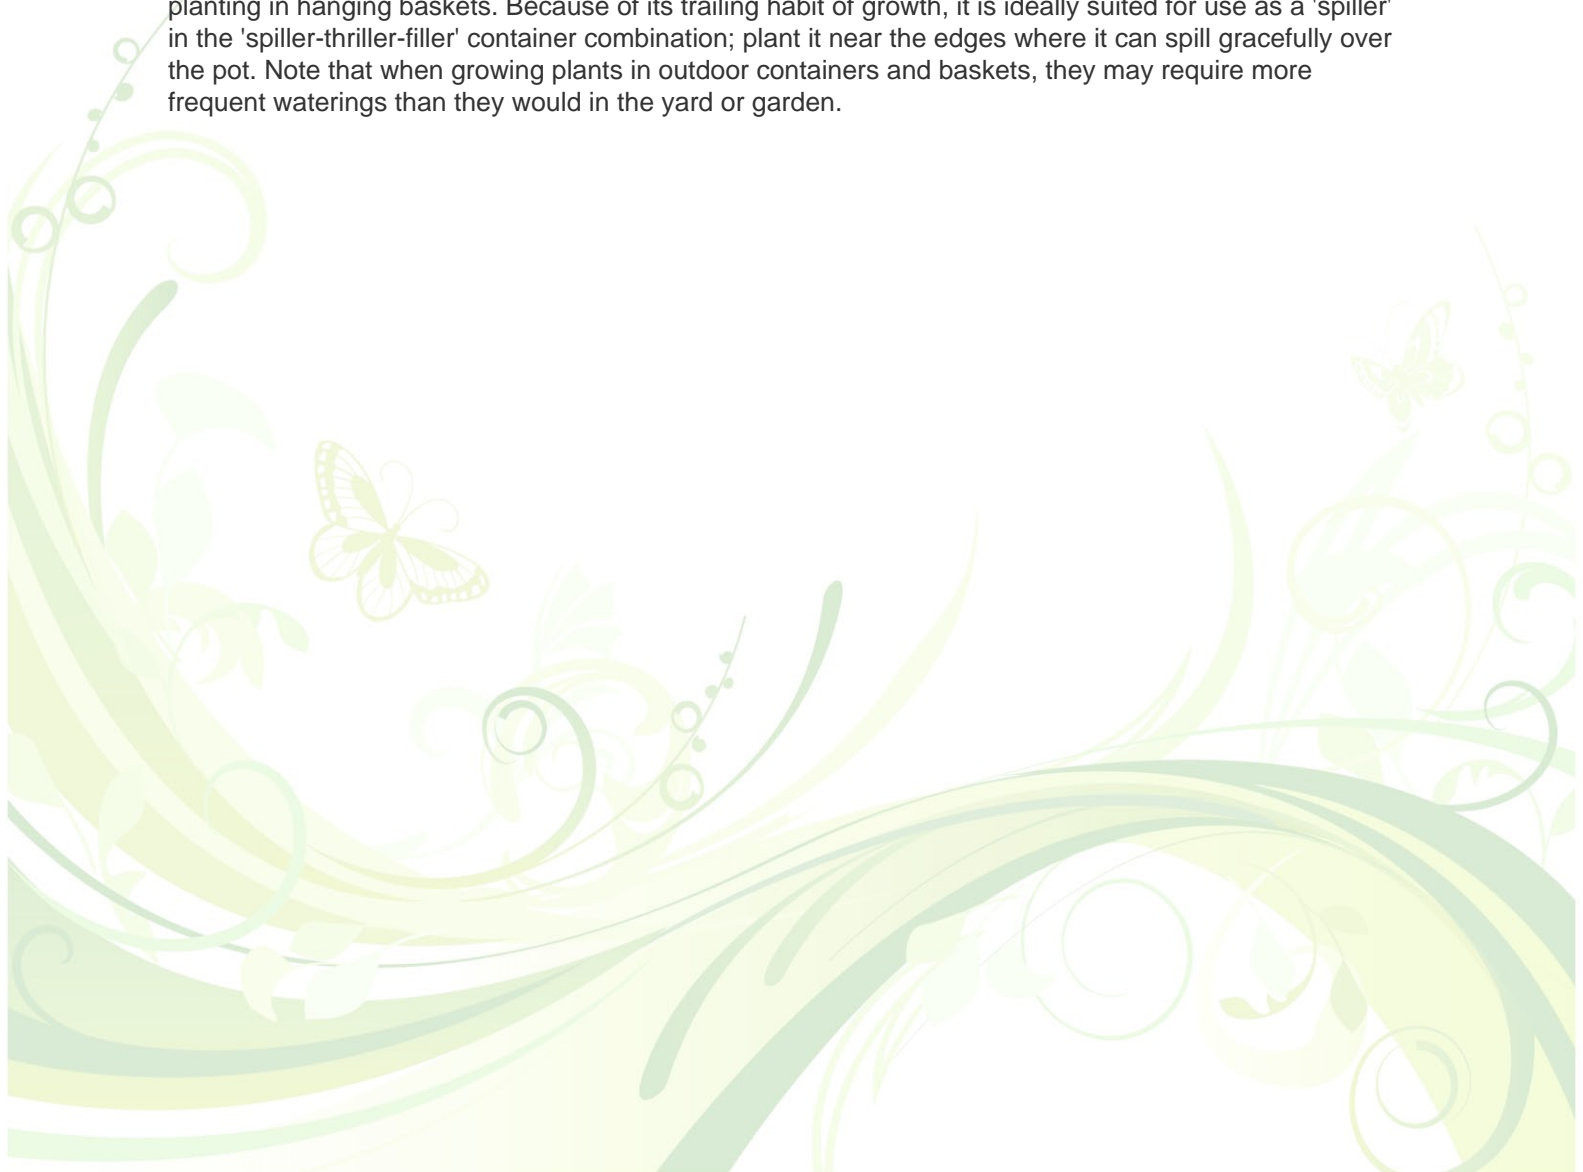 planting in hanging baskets. Because of its trailing habit of growth, it is ideally suited for use as a 'spiller'
in the 'spiller-thriller-filler' container combination; plant it near the edges where it can spill gracefully over
the pot. Note that when growing plants in outdoor containers and baskets, they may require more
frequent waterings than they would in the yard or garden.